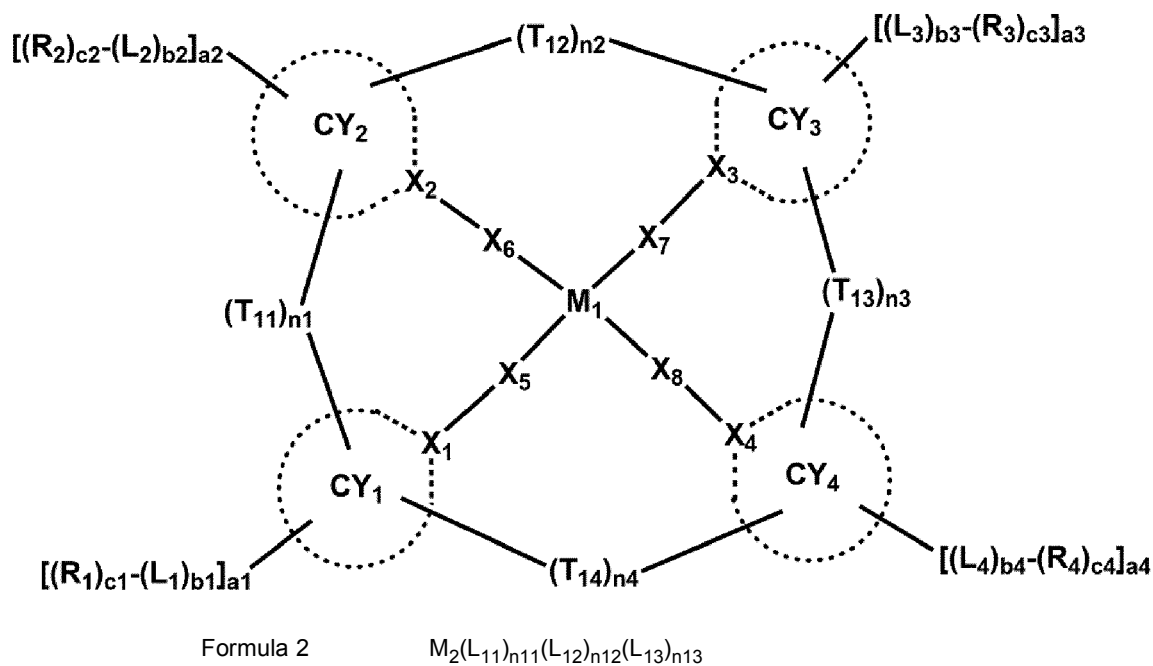 [(R₂)c2-(L₂)b2]a2 (T₁₂)n2 [(L₃)b3-(R₃)c3]a3
CY₂ CY₃
X₂ X₃
X₆ X₇
(T₁₁)n1 M₁ (T₁₃)n3
X₅ X₈
X₁ X₄
CY₁ CY₄
[(R₁)c1-(L₁)b1]a1 (T₁₄)n4 [(L₄)b4-(R₄)c4]a4
Formula 2 M₂(L₁₁)n11(L₁₂)n12(L₁₃)n13